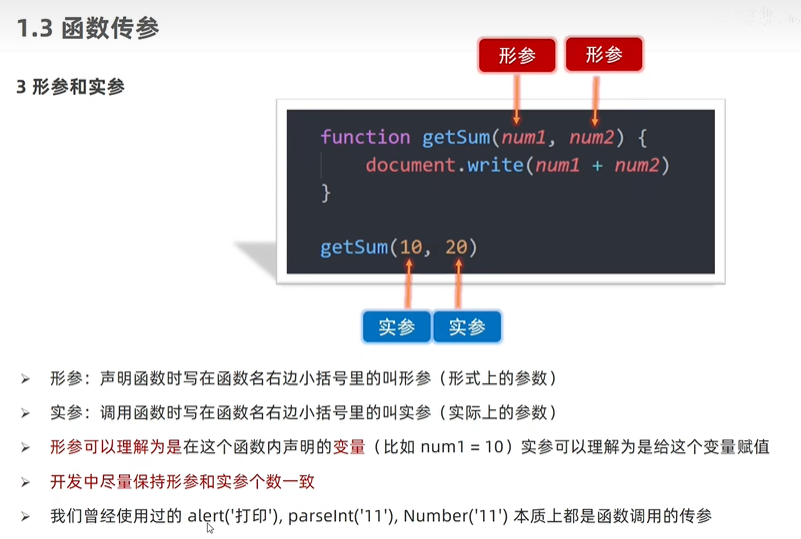 1.3 函数传参
3 形参和实参
形参 形参
function getSum(num1, num2) {
document.write(num1 + num2)
}
getSum(10, 20)
实参 实参
形参：声明函数时写在函数名右边小括号里的叫形参（形式上的参数）
实参：调用函数时写在函数名右边小括号里的叫实参（实际上的参数）
形参可以理解为是在这个函数内声明的变量（比如 num1 = 10）实参可以理解为是给这个变量赋值
开发中尽量保持形参和实参个数一致
我们曾经使用过的 alert('打印'), parseInt('11'), Number('11') 本质上都是函数调用的传参